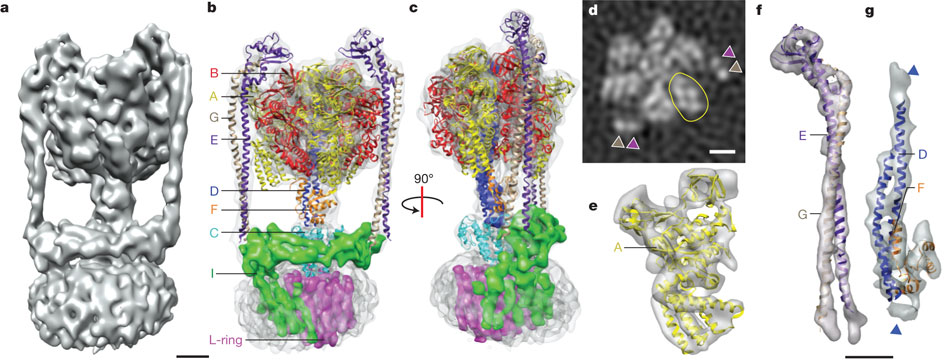 a
b
c
d
f
g
B
A
G
E
D
F
C
I
L-ring
90°
e
A
E
G
D
F